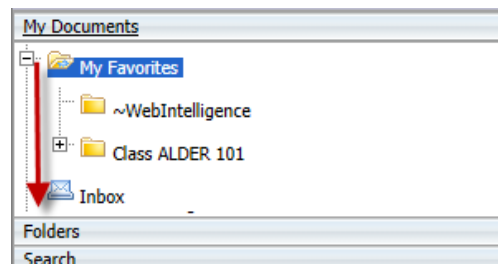 My Documents
My Favorites
~WebIntelligence
Class ALDER 101
Inbox
Folders
Search